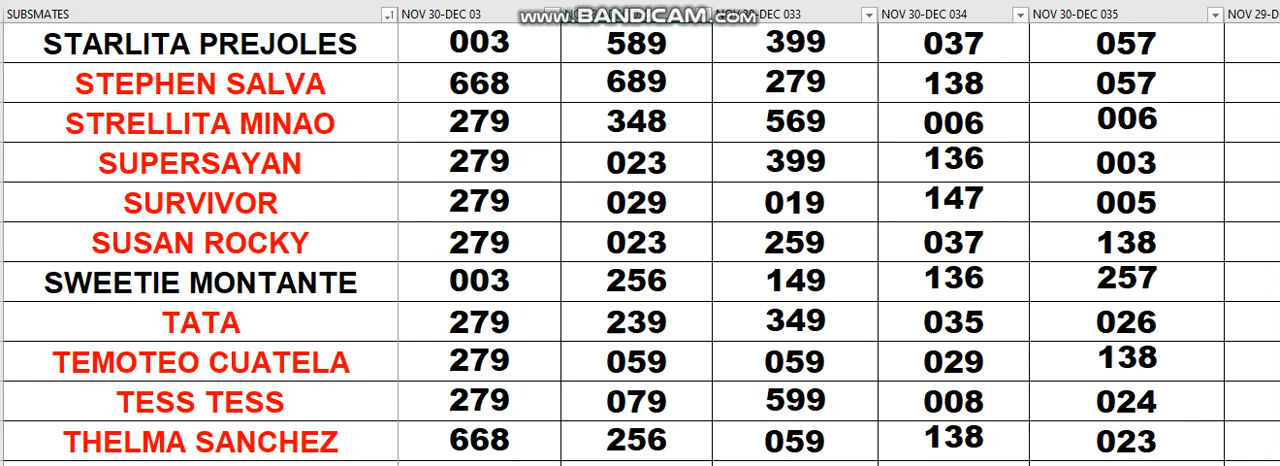 SUBSMATES NOV 30-DEC 03 www.BANDICAM.com DEC 033 NOV 30-DEC 034 NOV 30-DEC 035 NOV 29-D
STARLITA PREJOLES 003 589 399 037 057
STEPHEN SALVA 668 689 279 138 057
STRELLITA MINAO 279 348 569 006 006
SUPERSAYAN 279 023 399 136 003
SURVIVOR 279 029 019 147 005
SUSAN ROCKY 279 023 259 037 138
SWEETIE MONTANTE 003 256 149 136 257
TATA 279 239 349 035 026
TEMOTEO CUATELA 279 059 059 029 138
TESS TESS 279 079 599 008 024
THELMA SANCHEZ 668 256 059 138 023